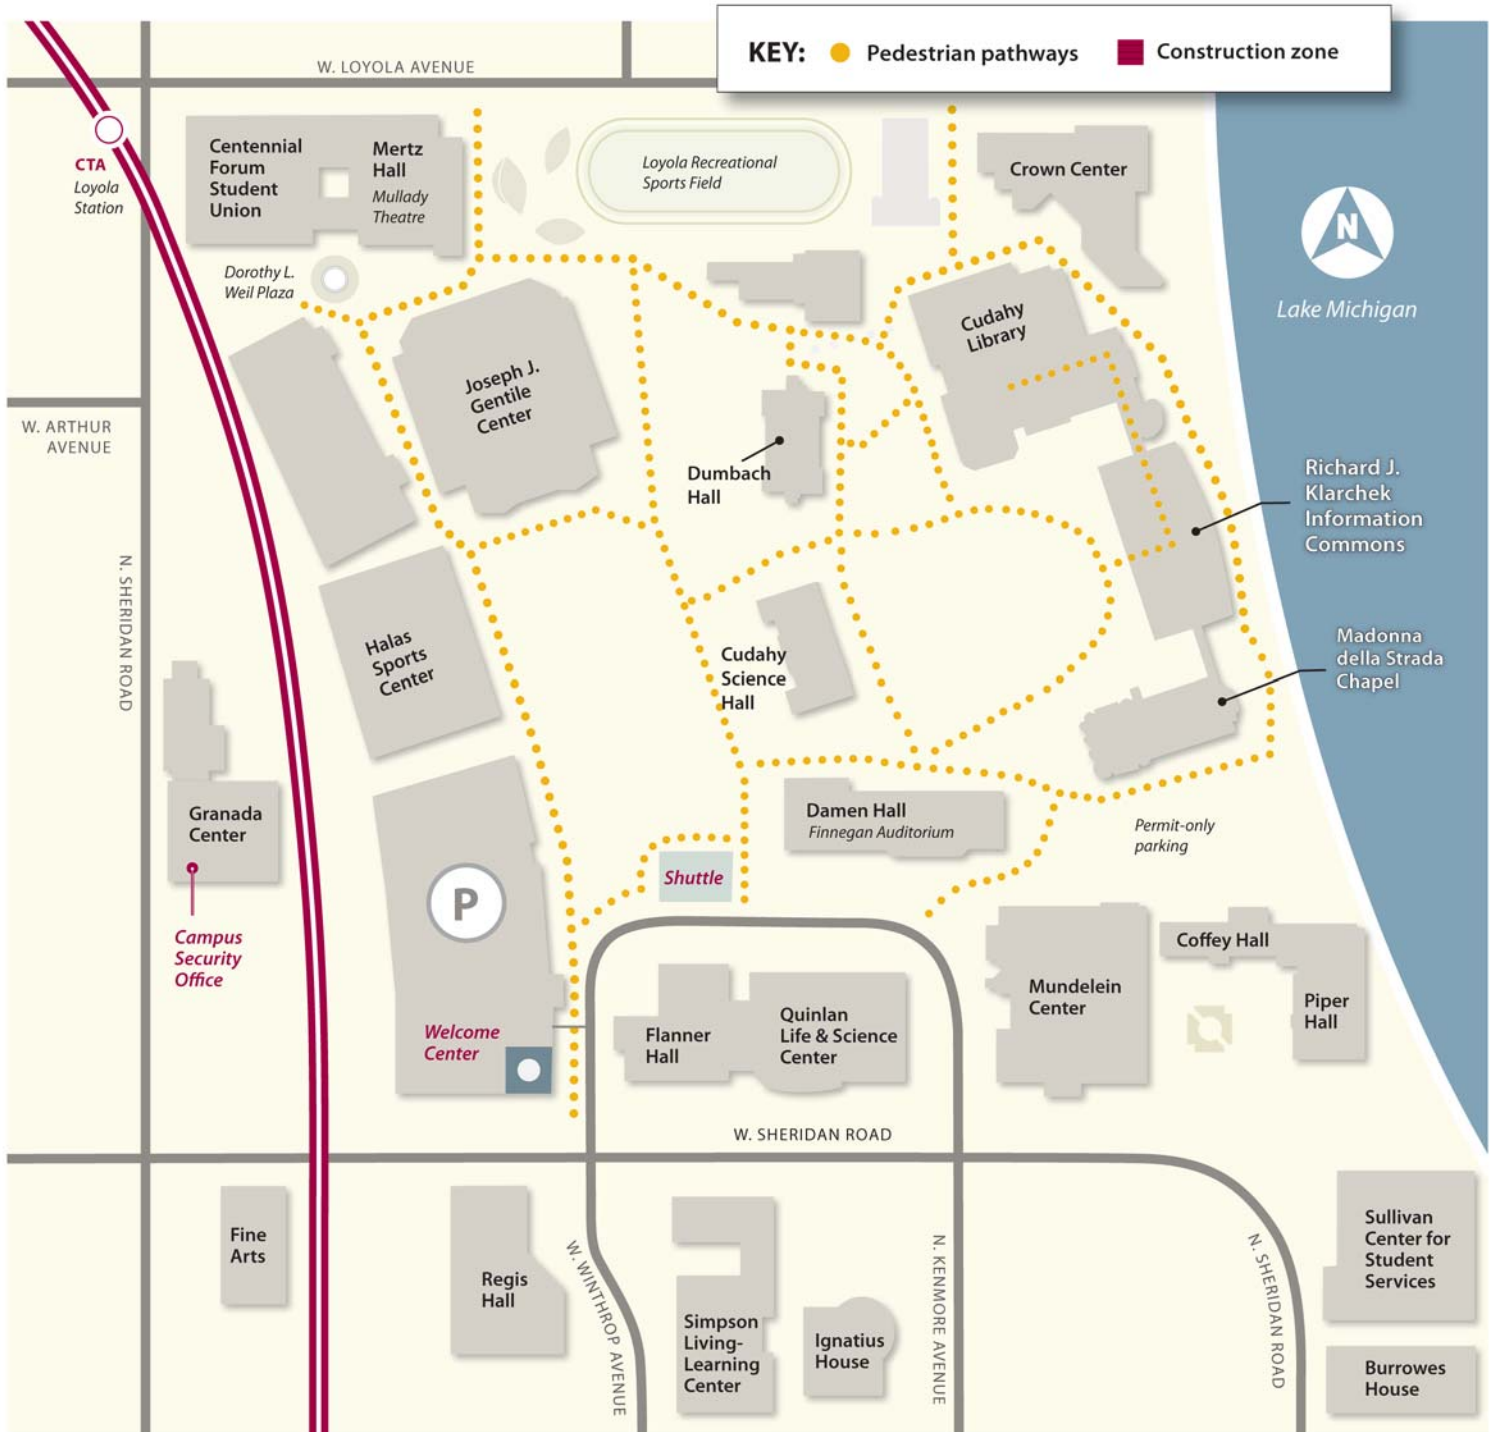 KEY: Pedestrian pathways Construction zone
W. LOYOLA AVENUE
CTA
Loyola
Station
Centennial
Forum
Student
Union
Mertz
Hall
Mullady
Theatre
Loyola Recreational
Sports Field
Crown Center
N
Lake Michigan
Dorothy L.
Weil Plaza
Cudahy
Library
Joseph J.
Gentile
Center
W. ARTHUR
AVENUE
Dumbach
Hall
Richard J.
Klarchek
Information
Commons
N. SHERIDAN ROAD
Halas
Sports
Center
Cudahy
Science
Hall
Madonna
della Strada
Chapel
Granada
Center
Damen Hall
Finnegan Auditorium
Permit-only
parking
Shuttle
P
Campus
Security
Office
Welcome
Center
Flanner
Hall
Quinlan
Life & Science
Center
Mundelein
Center
Coffey Hall
Piper
Hall
W. SHERIDAN ROAD
Fine
Arts
Regis
Hall
W. WINTHROP AVENUE
Simpson
Living-
Learning
Center
Ignatius
House
N. KENMORE AVENUE
N. SHERIDAN ROAD
Sullivan
Center for
Student
Services
Burrowes
House